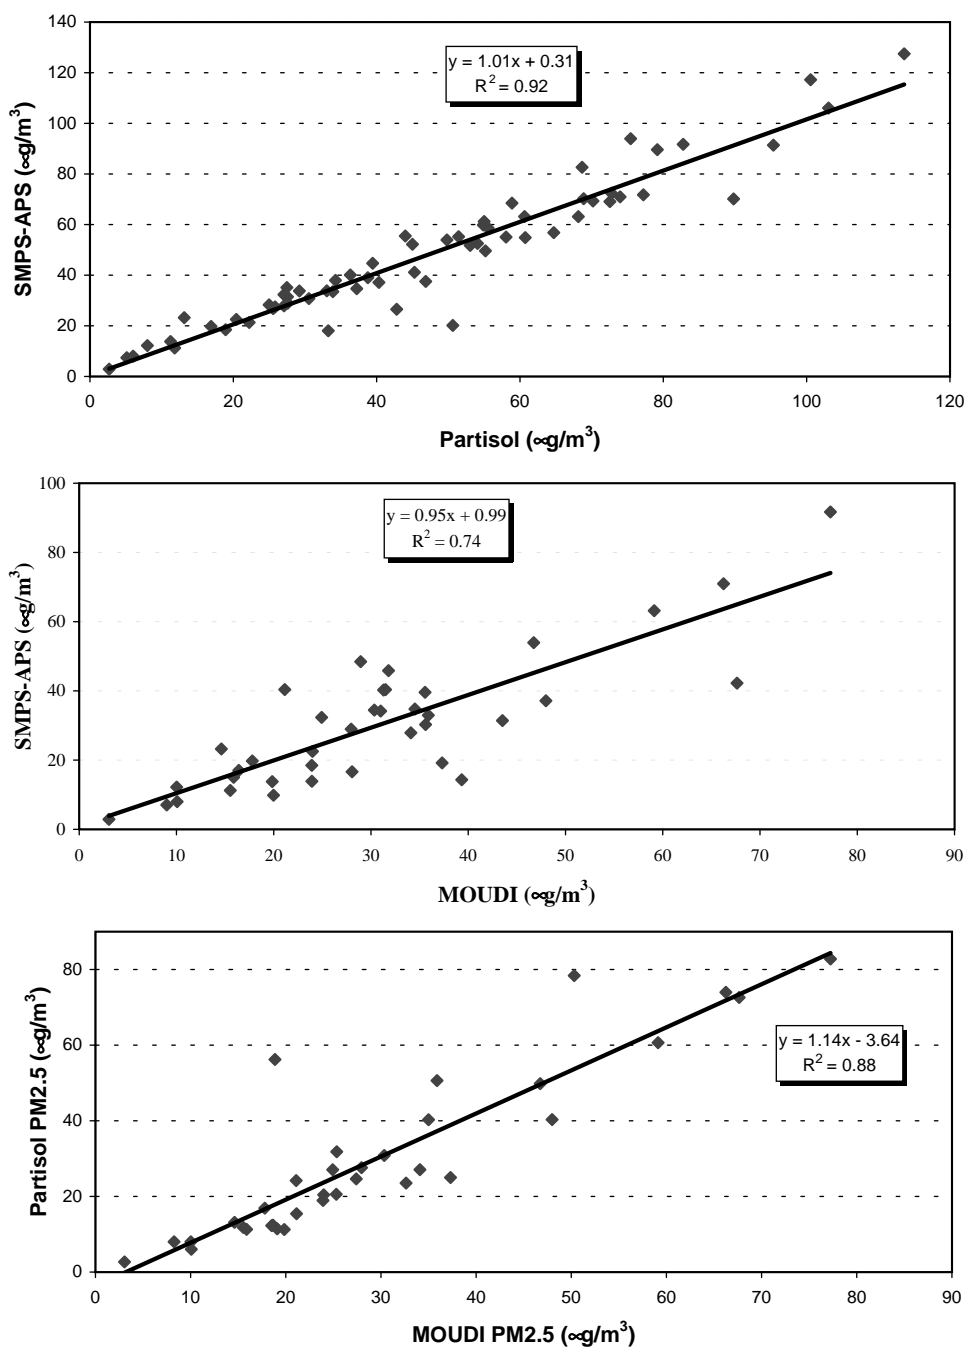 140
120
100
80
60
40
20
0
SMPS-APS (∝g/m³)
y = 1.01x + 0.31
R² = 0.92
0 20 40 60 80 100 120
Partisol (∝g/m³)
100
80
60
40
20
0
SMPS-APS (∝g/m³)
y = 0.95x + 0.99
R² = 0.74
0 10 20 30 40 50 60 70 80 90
MOUDI (∝g/m³)
80
60
40
20
0
Partisol PM2.5 (∝g/m³)
y = 1.14x - 3.64
R² = 0.88
0 10 20 30 40 50 60 70 80 90
MOUDI PM2.5 (∝g/m³)